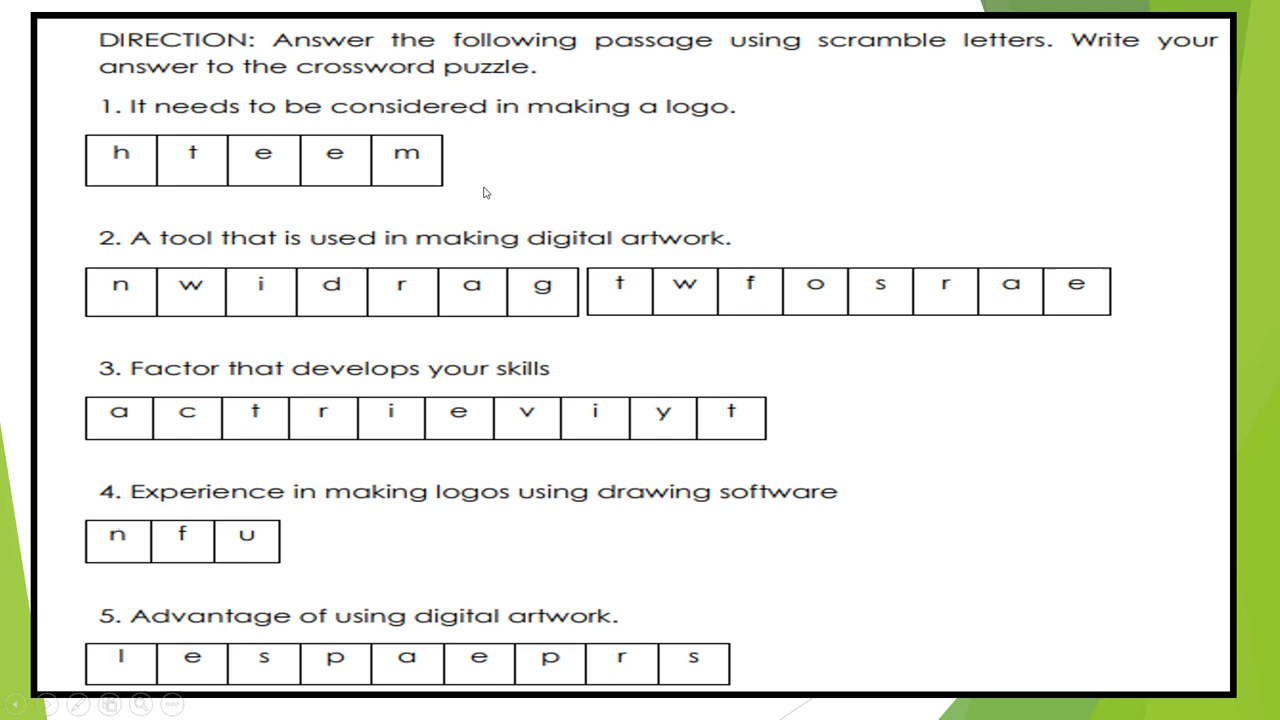 DIRECTION: Answer the following passage using scramble letters. Write your
answer to the crossword puzzle.
1. It needs to be considered in making a logo.
h t e e m
2. A tool that is used in making digital artwork.
n w i d r a g t w f o s r a e
3. Factor that develops your skills
a c t r i e v i y t
4. Experience in making logos using drawing software
n f u
5. Advantage of using digital artwork.
l e s p a e p r s